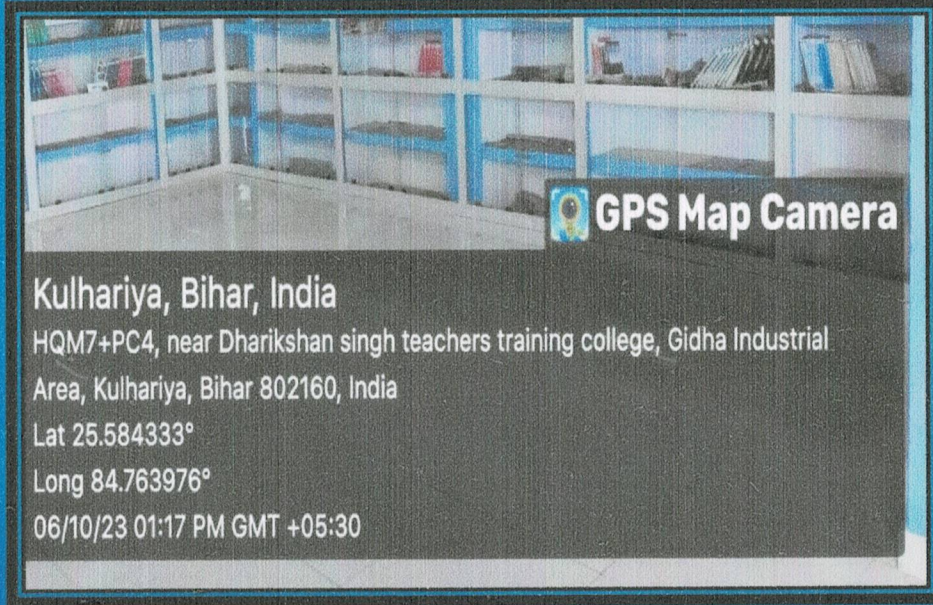 GPS Map Camera
Kulhariya, Bihar, India
HQM7+PC4, near Dharikshan singh teachers training college, Gidha Industrial
Area, Kulhariya, Bihar 802160, India
Lat 25.584333°
Long 84.763976°
06/10/23 01:17 PM GMT +05:30